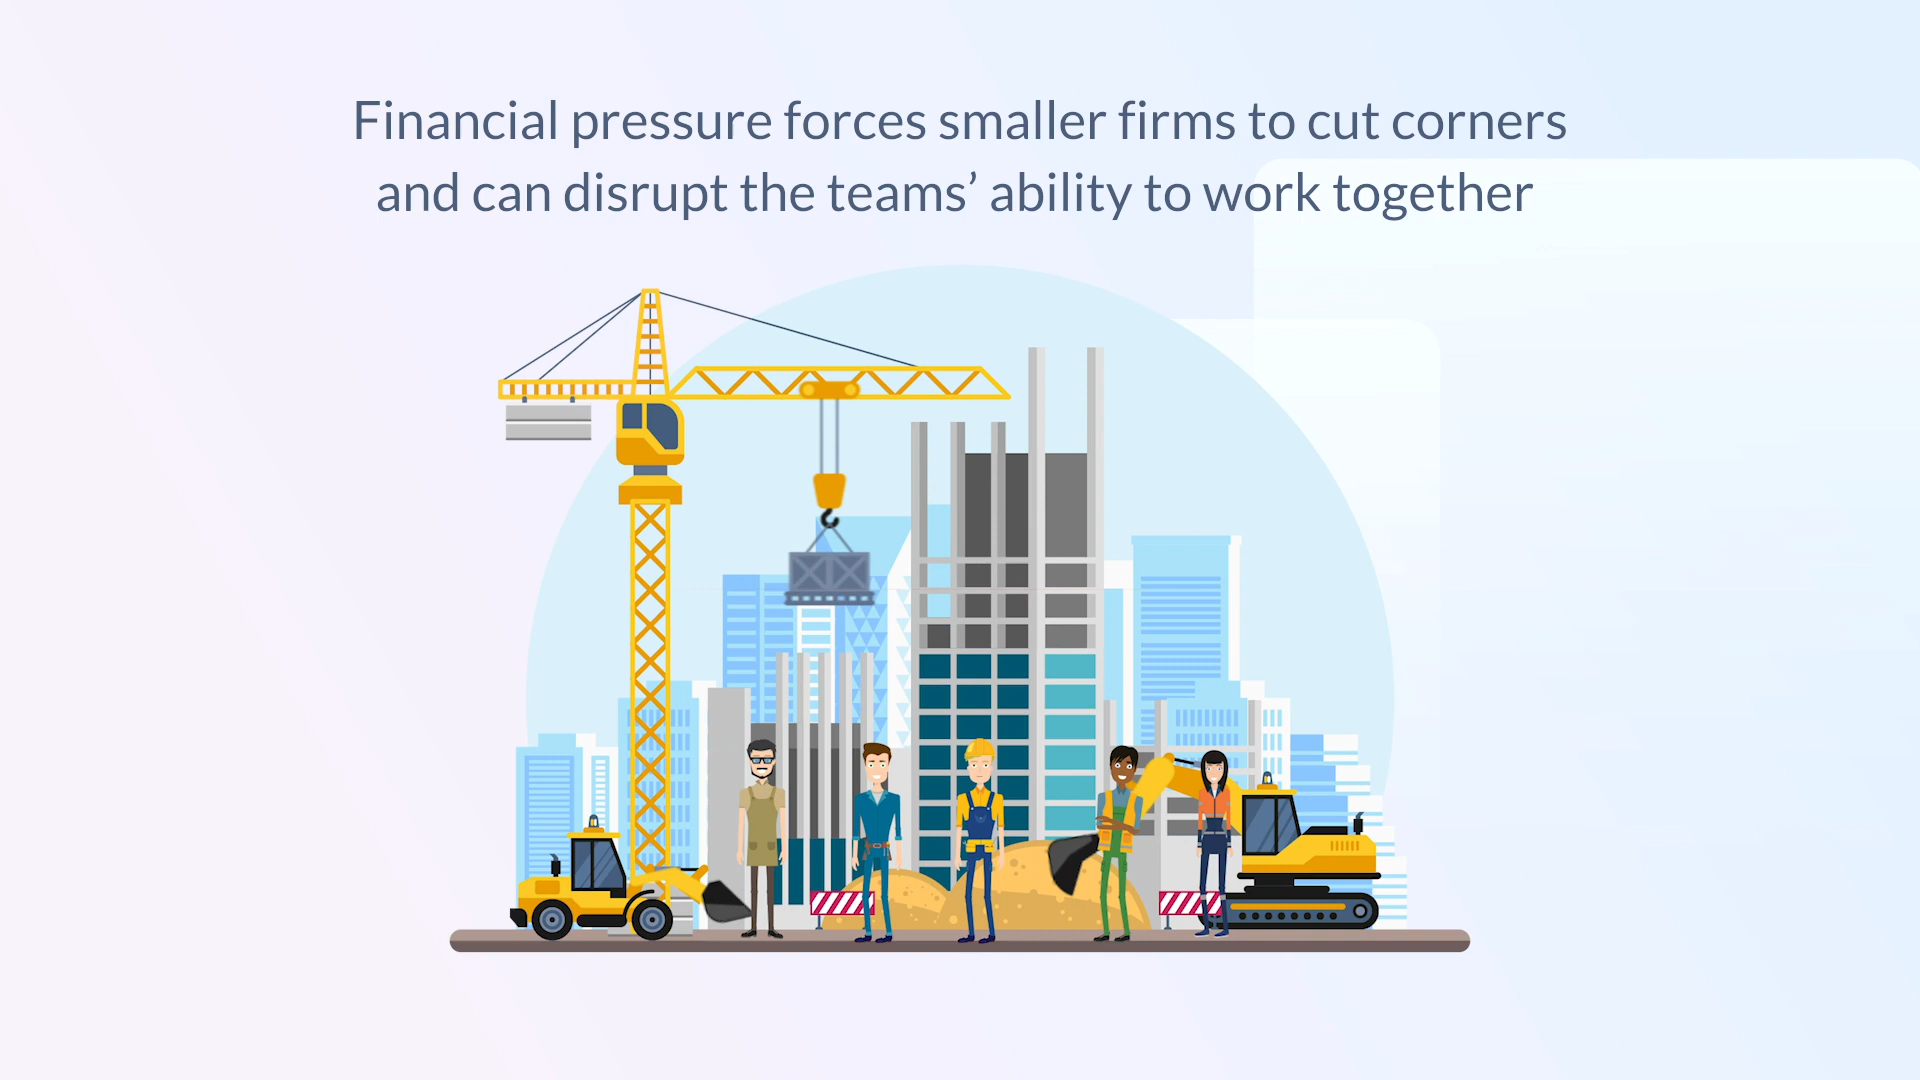 Financial pressure forces smaller firms to cut corners
and can disrupt the teams’ ability to work together